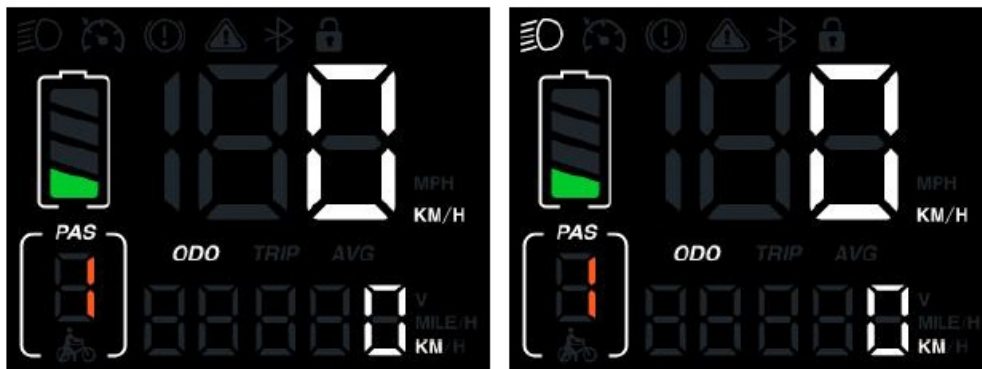 0
MPH
KM/H
PAS
ODO TRIP AVG
1
0
V
MILE/H
KM/H
0
MPH
KM/H
PAS
ODO TRIP AVG
1
0
V
MILE/H
KM/H